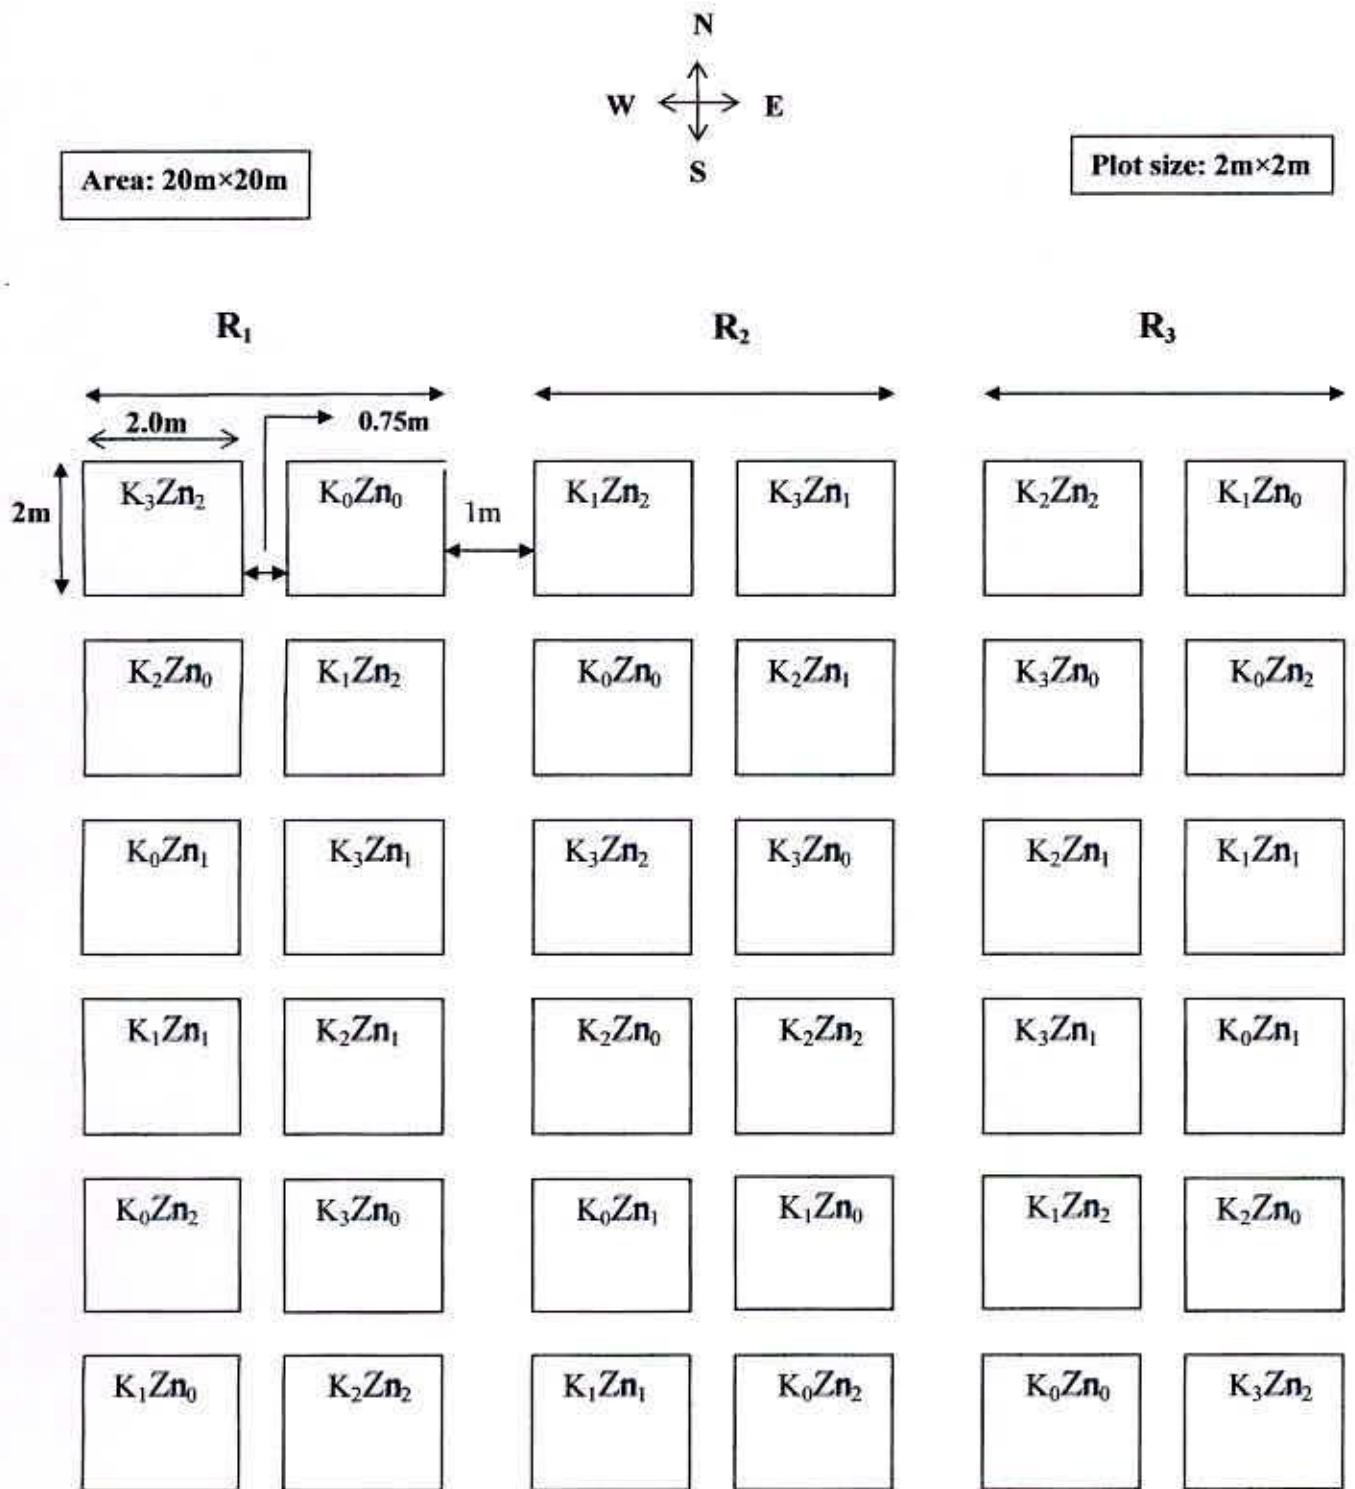 N
W E
S
Area: 20m×20m
Plot size: 2m×2m
R₁ R₂ R₃
2.0m 0.75m
2m
1m
K₃Zn₂ K₀Zn₀ K₁Zn₂ K₃Zn₁ K₂Zn₂ K₁Zn₀
K₂Zn₀ K₁Zn₂ K₀Zn₀ K₂Zn₁ K₃Zn₀ K₀Zn₂
K₀Zn₁ K₃Zn₁ K₃Zn₂ K₃Zn₀ K₂Zn₁ K₁Zn₁
K₁Zn₁ K₂Zn₁ K₂Zn₀ K₂Zn₂ K₃Zn₁ K₀Zn₁
K₀Zn₂ K₃Zn₀ K₀Zn₁ K₁Zn₀ K₁Zn₂ K₂Zn₀
K₁Zn₀ K₂Zn₂ K₁Zn₁ K₀Zn₂ K₀Zn₀ K₃Zn₂